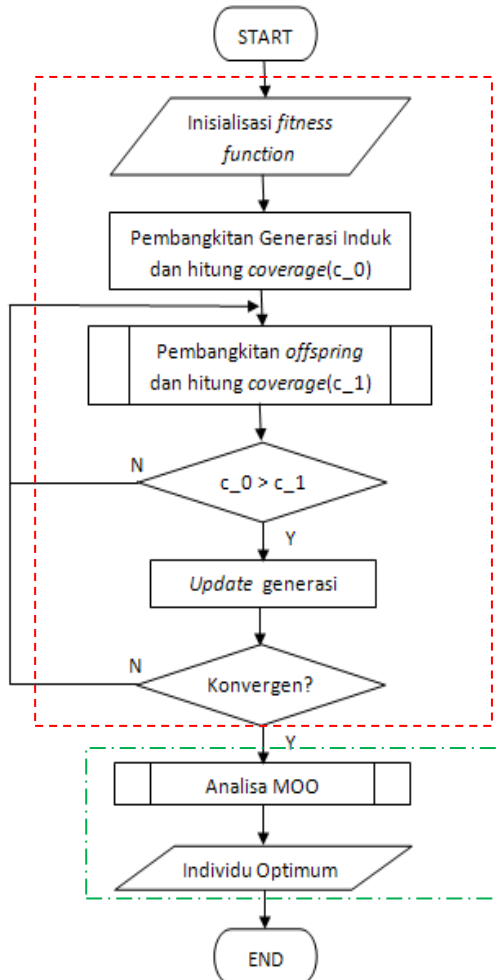 START
Inisialisasi fitness
function
Pembangkitan Generasi Induk
dan hitung coverage(c_0)
Pembangkitan offspring
dan hitung coverage(c_1)
N
c_0 > c_1
Y
Update generasi
N
Konvergen?
Y
Analisa MOO
Individu Optimum
END